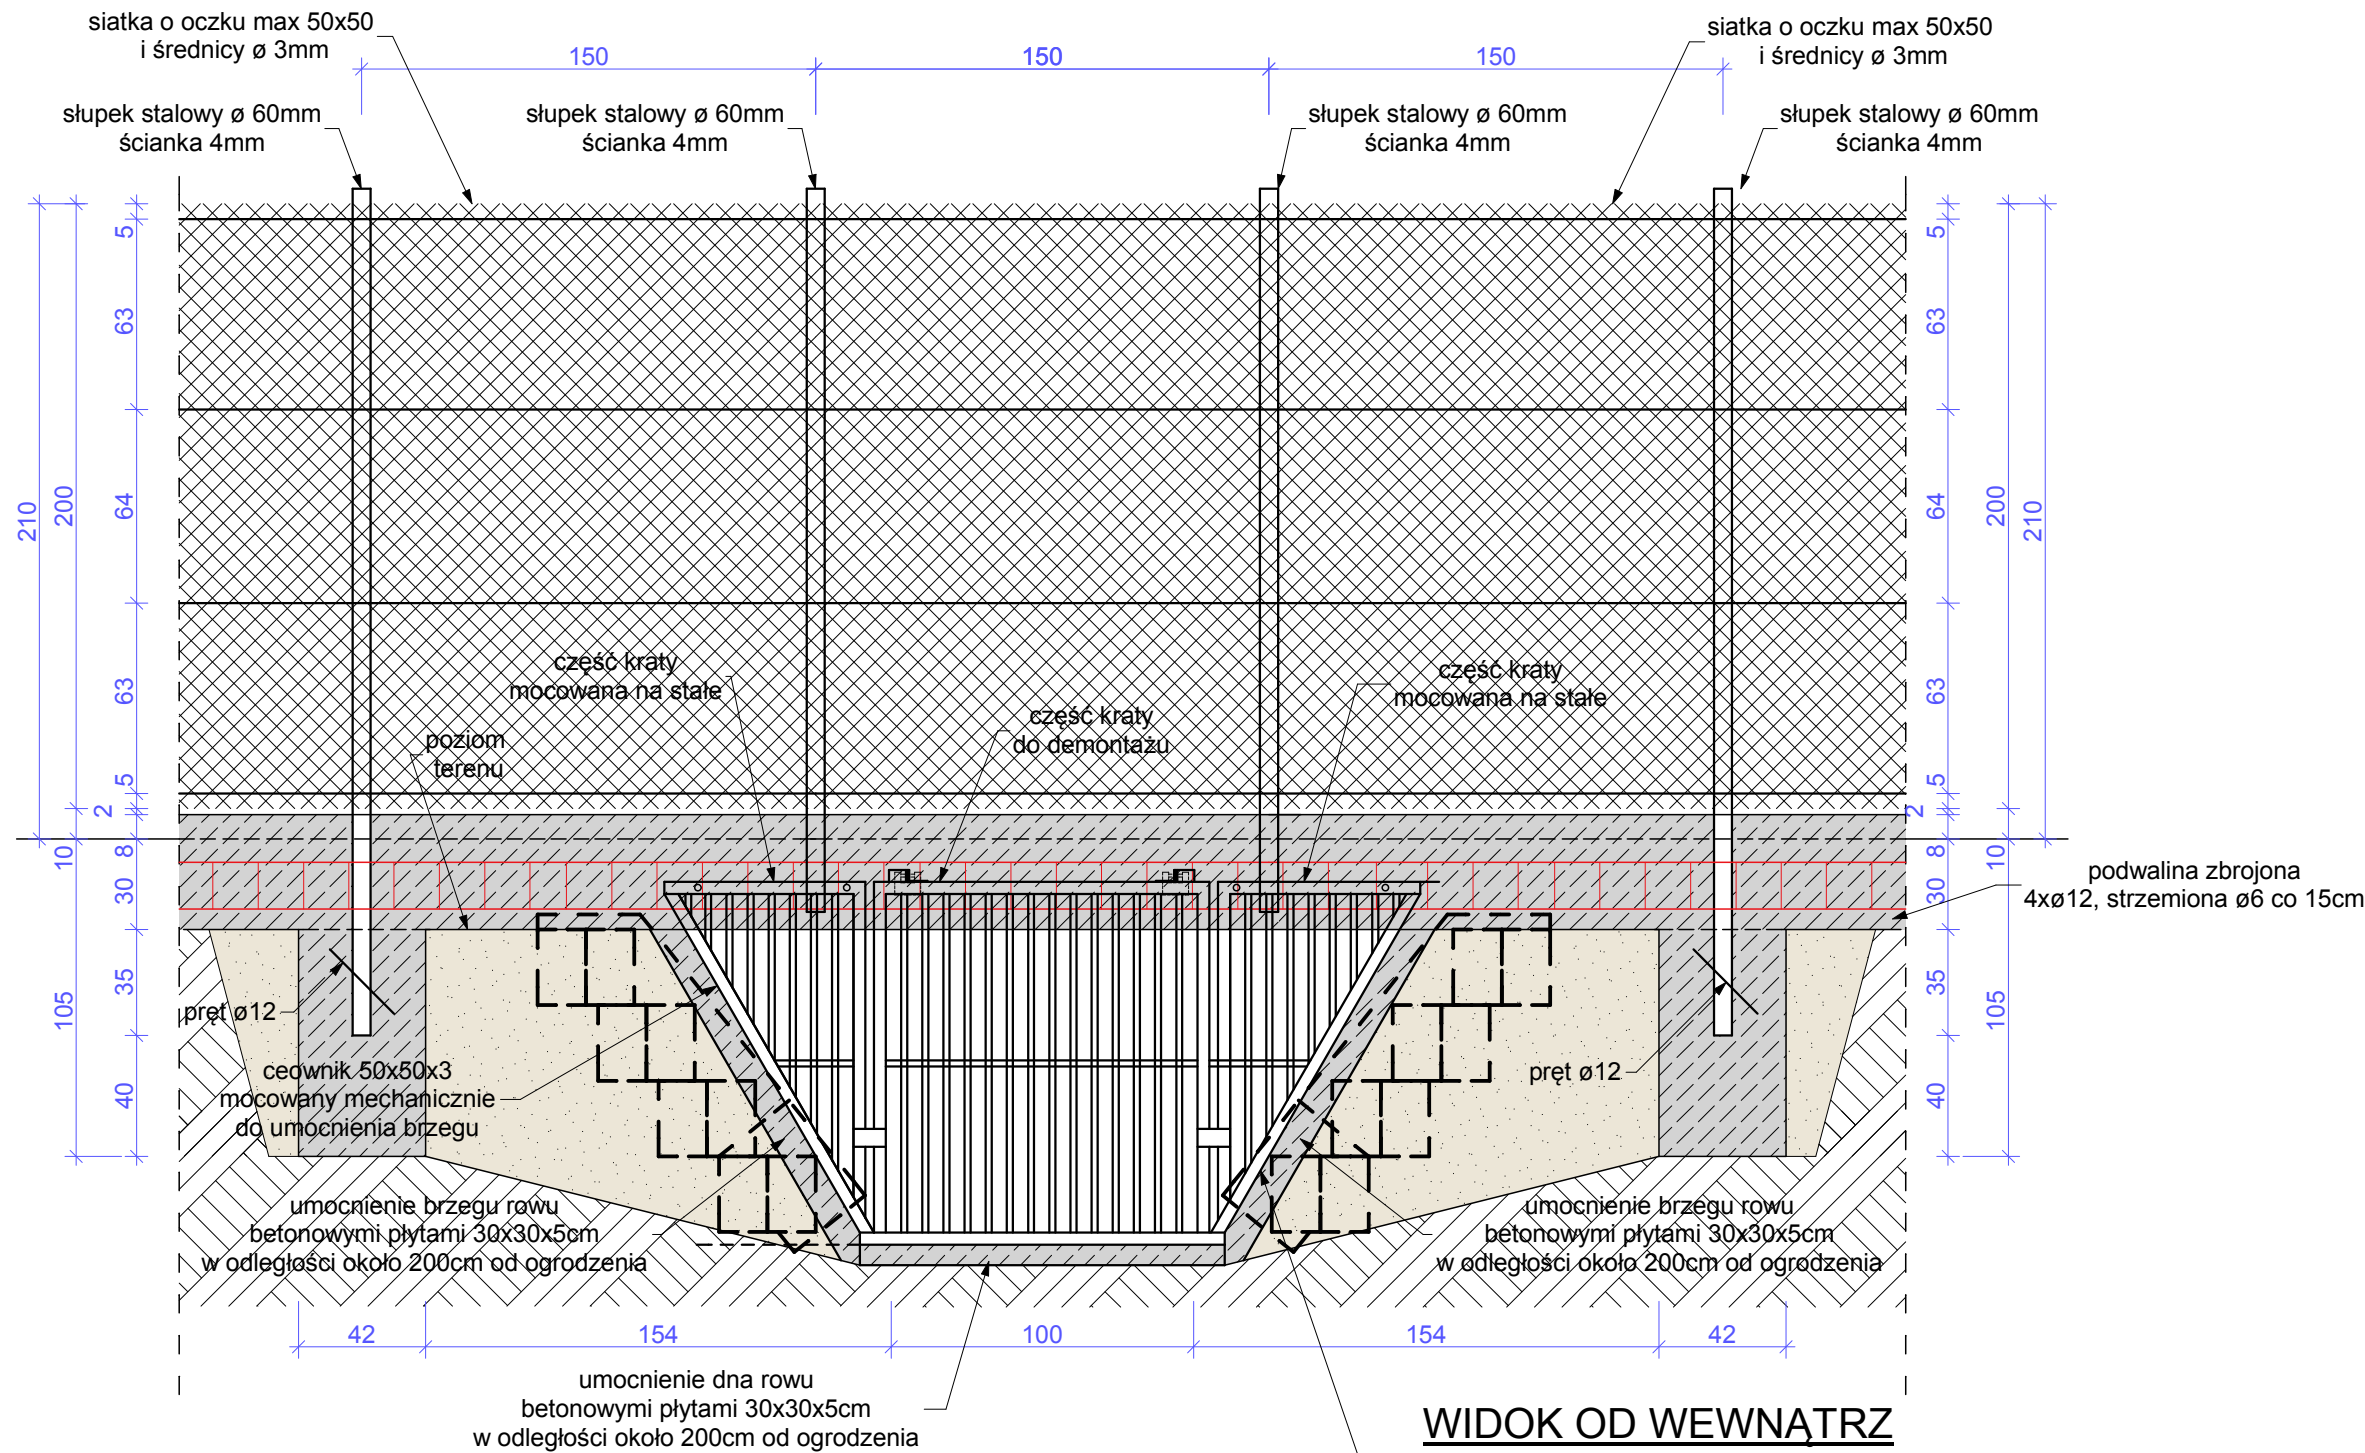 siatka o oczku max 50x50
i średnicy ø 3mm
150
150
150
siatka o oczku max 50x50
i średnicy ø 3mm
słupek stalowy ø 60mm
ścianka 4mm
słupek stalowy ø 60mm
ścianka 4mm
słupek stalowy ø 60mm
ścianka 4mm
słupek stalowy ø 60mm
ścianka 4mm
210
200
5
63
64
63
5
2
10
8
30
105
35
40
5
63
64
63
5
2
8
30
35
40
200
10
105
210
część kraty
mocowana na stałe
część kraty
do demontażu
część kraty
mocowana na stałe
poziom
terenu
podwalina zbrojona
4xø12, strzemiona ø6 co 15cm
pręt ø12
pręt ø12
ceownik 50x50x3
mocowany mechanicznie
do umocnienia brzegu
umocnienie brzegu rowu
betonowymi płytami 30x30x5cm
w odległości około 200cm od ogrodzenia
umocnienie brzegu rowu
betonowymi płytami 30x30x5cm
w odległości około 200cm od ogrodzenia
42
154
100
154
42
umocnienie dna rowu
betonowymi płytami 30x30x5cm
w odległości około 200cm od ogrodzenia
WIDOK OD WEWNĄTRZ